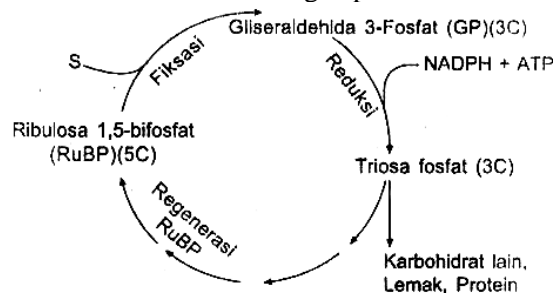 Gliseraldehida 3-Fosfat (GP)(3C)
S
Fiksasi
Reduksi
NADPH + ATP
Ribulosa 1,5-bifosfat
(RuBP)(5C)
Triosa fosfat (3C)
Regenerasi
RuBP
Karbohidrat lain,
Lemak, Protein